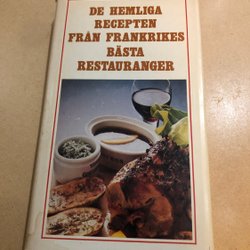 DE HEMLIGA
RECEPTEN
FRÅN FRANKRIKES
BÄSTA
RESTAURANGER